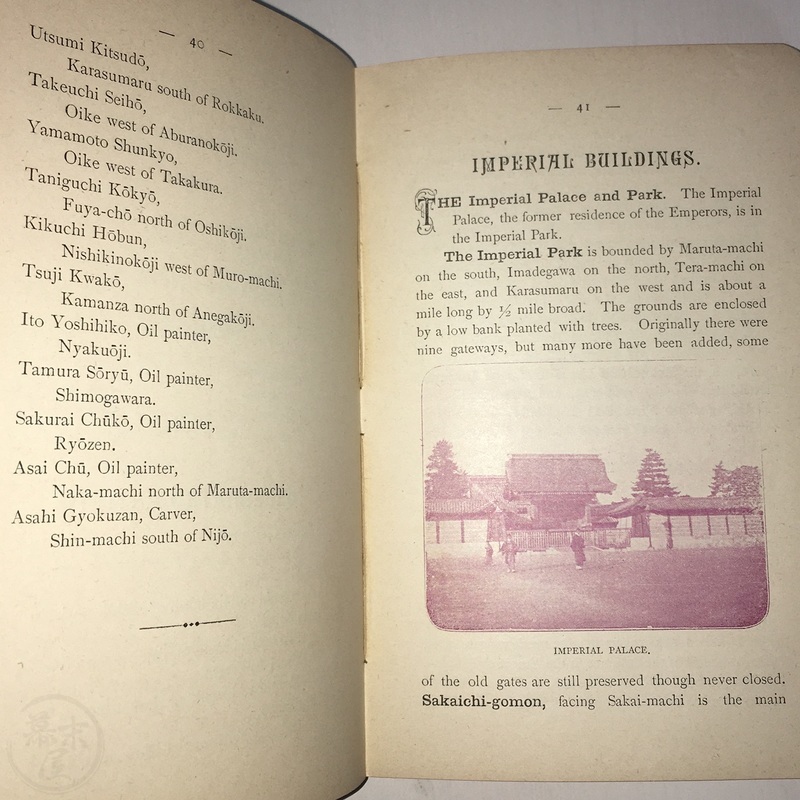 — 40 —
Utsumi Kitsudō,
Karasumaru south of Rokkaku.
Takeuchi Seihō,
Oike west of Aburanokōji.
Yamamoto Shunkyo,
Oike west of Takakura.
Taniguchi Kōkyō,
Fuya-chō north of Oshikōji.
Kikuchi Hōbun,
Nishikinokōji west of Muro-machi.
Tsuji Kwakō,
Kamanza north of Anegakōji.
Ito Yoshihiko, Oil painter,
Nyakuōji.
Tamura Sōryū, Oil painter,
Shimogawara.
Sakurai Chūkō, Oil painter,
Ryōzen.
Asai Chū, Oil painter,
Naka-machi north of Maruta-machi.
Asahi Gyokuzan, Carver,
Shin-machi south of Nijō.
幕末屋
— 41 —
IMPERIAL BUILDINGS.
THE Imperial Palace and Park. The Imperial
Palace, the former residence of the Emperors, is in
the Imperial Park.
The Imperial Park is bounded by Maruta-machi
on the south, Imadegawa on the north, Tera-machi on
the east, and Karasumaru on the west and is about a
mile long by ½ mile broad. The grounds are enclosed
by a low bank planted with trees. Originally there were
nine gateways, but many more have been added, some
IMPERIAL PALACE.
of the old gates are still preserved though never closed.
Sakaichi-gomon, facing Sakai-machi is the main